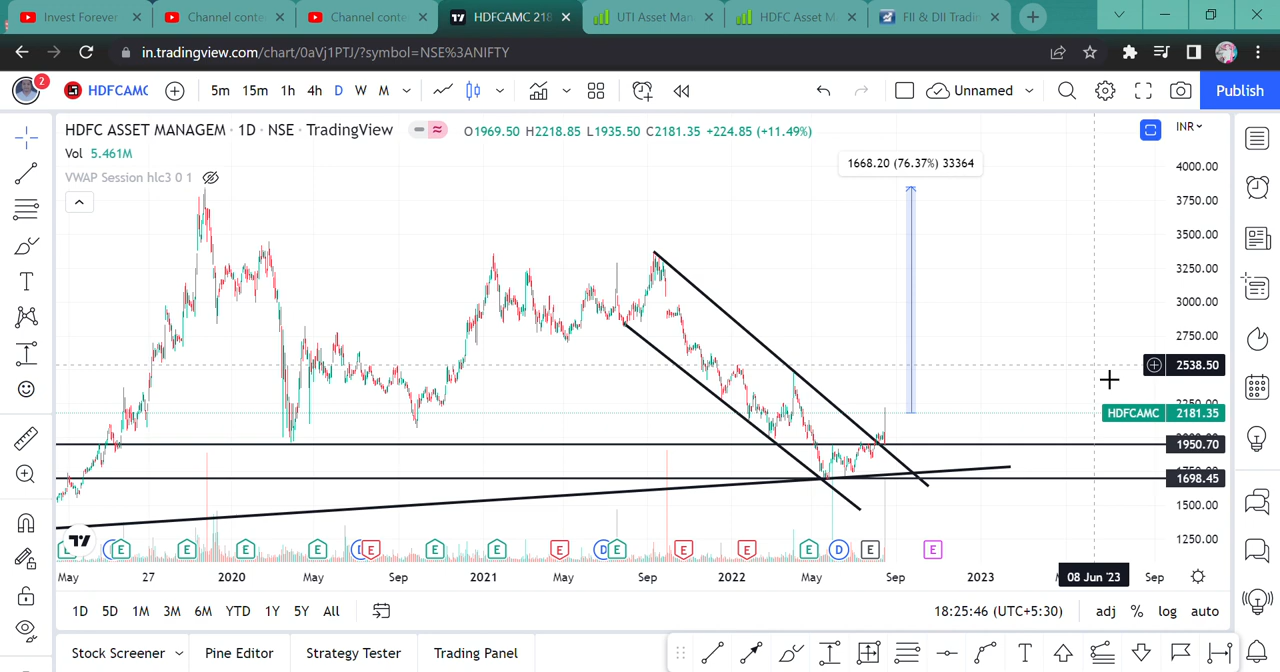 Invest Forever
Channel conte
Channel conte
HDFCAMC 218
UTI Asset Man
HDFC Asset M
FII & DII Tradin
in.tradingview.com/chart/0aVj1PTJ/?symbol=NSE%3ANIFTY
2
HDFCAMC
5m 15m 1h 4h D W M
Unnamed
Publish
HDFC ASSET MANAGEM · 1D · NSE · TradingView
O1969.50 H2218.85 L1935.50 C2181.35 +224.85 (+11.49%)
INR
Vol 5.461M
VWAP Session hlc3 0 1
1668.20 (76.37%) 33364
4000.00
3750.00
3500.00
3250.00
3000.00
2750.00
2538.50
HDFCAMC 2181.35
1950.70
1698.45
1500.00
1250.00
E E E E D E E E D E E E E D E E
May 27 2020 May Sep 2021 May Sep 2022 May Sep 2023 08 Jun '23 Sep
1D 5D 1M 3M 6M YTD 1Y 5Y All
18:25:46 (UTC+5:30) adj % log auto
Stock Screener Pine Editor Strategy Tester Trading Panel